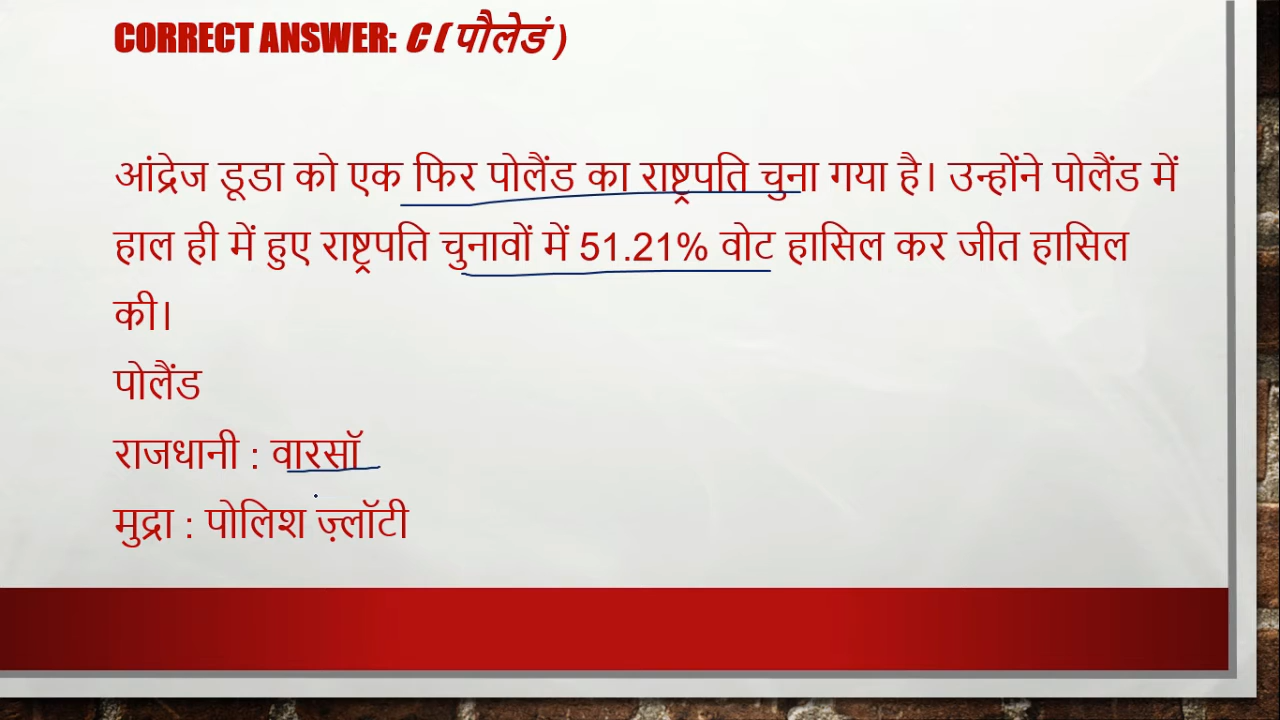 CORRECT ANSWER: C ( पौलेडं )
आंद्रेज डूडा को एक फिर पोलैंड का राष्ट्रपति चुना गया है। उन्होंने पोलैंड में
हाल ही में हुए राष्ट्रपति चुनावों में 51.21% वोट हासिल कर जीत हासिल
की।
पोलैंड
राजधानी : वारसॉ
मुद्रा : पोलिश ज़्लॉटी